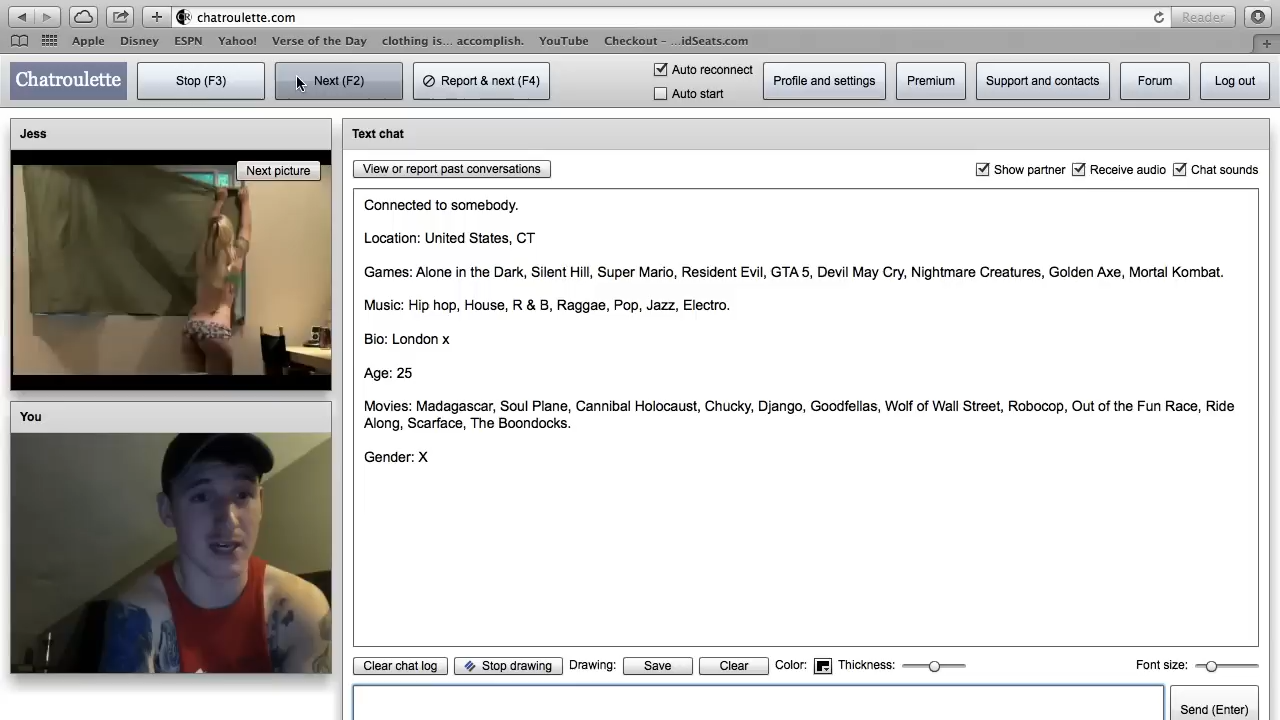 chatroulette.com
Reader
Apple Disney ESPN Yahoo! Verse of the Day clothing is... accomplish. YouTube Checkout - ...idSeats.com
Chatroulette
Stop (F3)
Next (F2)
Report & next (F4)
Auto reconnect
Auto start
Profile and settings
Premium
Support and contacts
Forum
Log out
Jess
Next picture
You
Text chat
View or report past conversations
Show partner
Receive audio
Chat sounds
Connected to somebody.
Location: United States, CT
Games: Alone in the Dark, Silent Hill, Super Mario, Resident Evil, GTA 5, Devil May Cry, Nightmare Creatures, Golden Axe, Mortal Kombat.
Music: Hip hop, House, R & B, Raggae, Pop, Jazz, Electro.
Bio: London x
Age: 25
Movies: Madagascar, Soul Plane, Cannibal Holocaust, Chucky, Django, Goodfellas, Wolf of Wall Street, Robocop, Out of the Fun Race, Ride
Along, Scarface, The Boondocks.
Gender: X
Clear chat log
Stop drawing
Drawing:
Save
Clear
Color:
Thickness:
Font size:
Send (Enter)